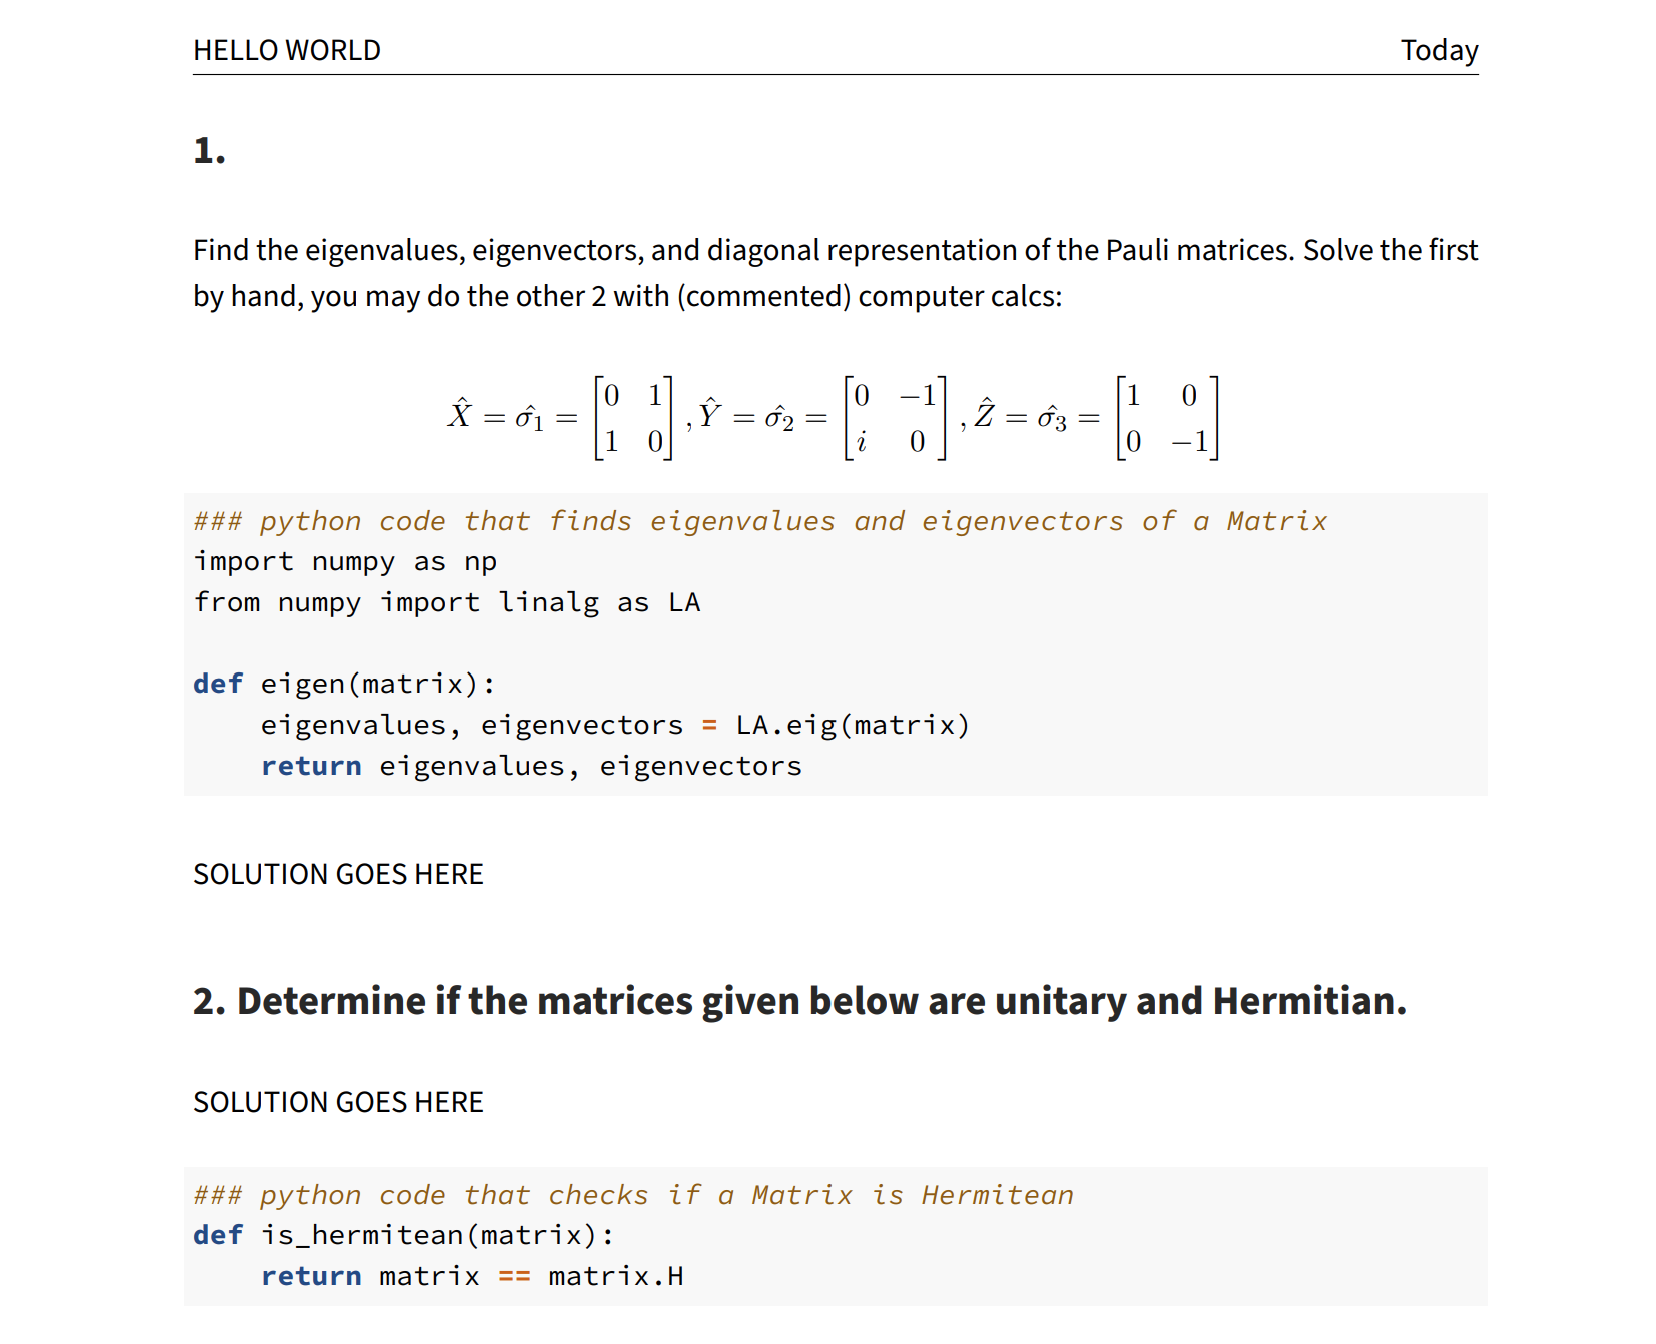 HELLO WORLD Today
1.
Find the eigenvalues, eigenvectors, and diagonal representation of the Pauli matrices. Solve the first
by hand, you may do the other 2 with (commented) computer calcs:
$\hat{X} = \hat{\sigma_1} = \begin{bmatrix} 0 & 1 \\ 1 & 0 \end{bmatrix}, \hat{Y} = \hat{\sigma_2} = \begin{bmatrix} 0 & -1 \\ i & 0 \end{bmatrix}, \hat{Z} = \hat{\sigma_3} = \begin{bmatrix} 1 & 0 \\ 0 & -1 \end{bmatrix}$
### python code that finds eigenvalues and eigenvectors of a Matrix
import numpy as np
from numpy import linalg as LA
def eigen(matrix):
    eigenvalues, eigenvectors = LA.eig(matrix)
    return eigenvalues, eigenvectors
SOLUTION GOES HERE
2. Determine if the matrices given below are unitary and Hermitian.
SOLUTION GOES HERE
### python code that checks if a Matrix is Hermitean
def is_hermitean(matrix):
    return matrix == matrix.H